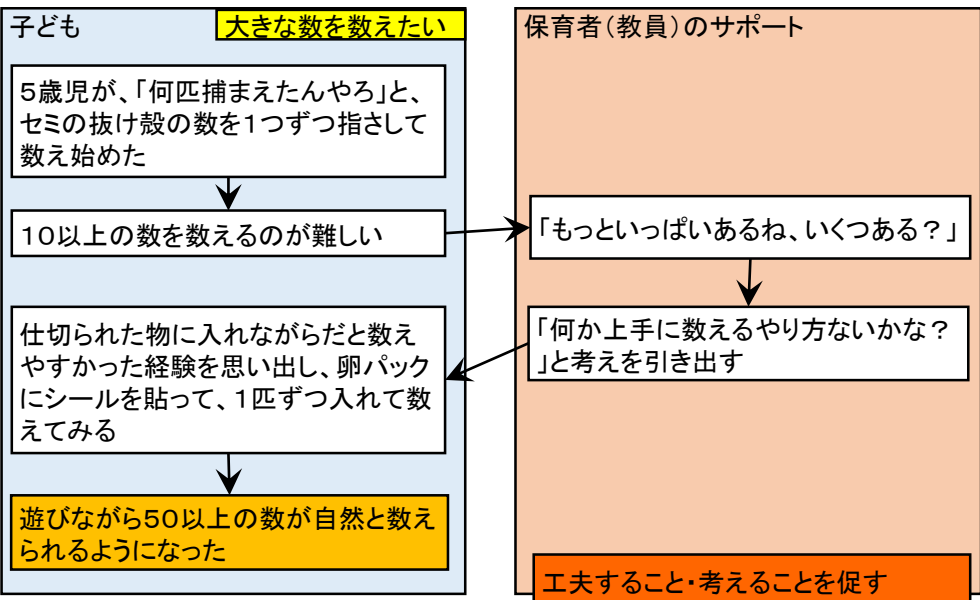 子ども
大きな数を数えたい
5歳児が、「何匹捕まえたんやろ」と、
セミの抜け殻の数を1つずつ指さして
数え始めた
10以上の数を数えるのが難しい
仕切られた物に入れながらだと数え
やすかった経験を思い出し、卵パック
にシールを貼って、1匹ずつ入れて数
えてみる
遊びながら50以上の数が自然と数え
られるようになった
保育者(教員)のサポート
「もっといっぱいあるね、いくつある?」
「何か上手に数えるやり方ないかな?
」と考えを引き出す
工夫すること・考えることを促す